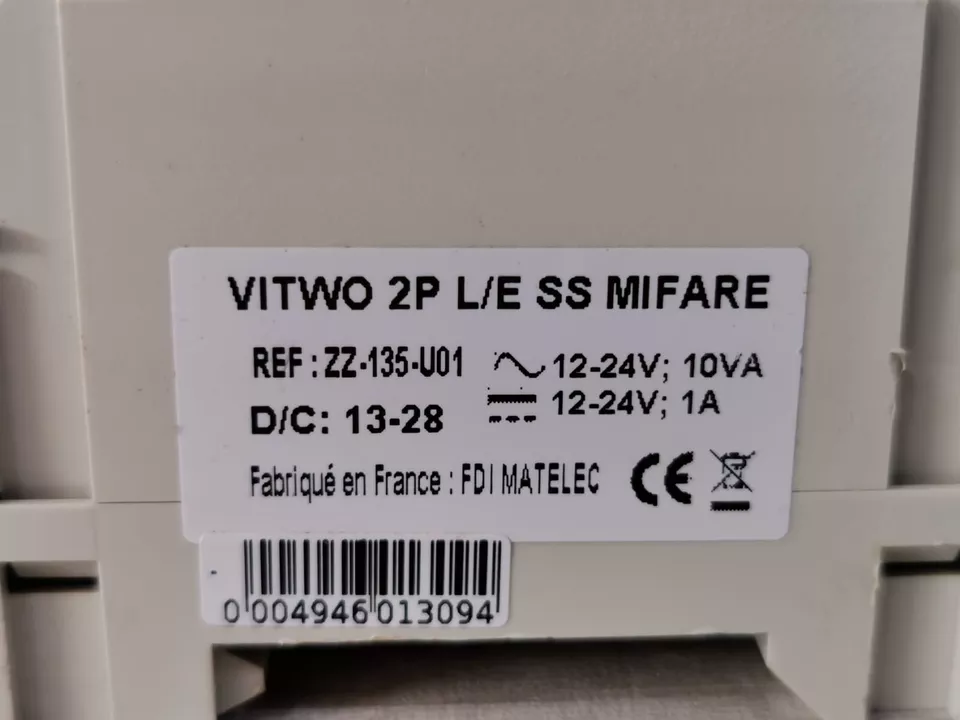 VITWO 2P L/E SS MIFARE
REF : ZZ-135-U01
12-24V; 10VA
D/C: 13-28
12-24V; 1A
Fabriqué en France : FDI MATELEC
CE
0 004946 013094